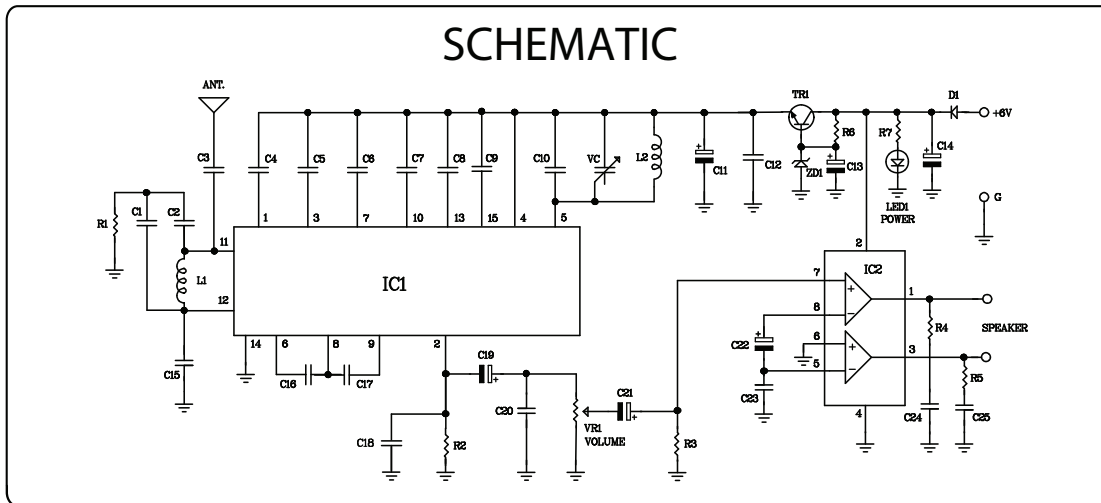 SCHEMATIC
ANT.
TR1
D1
+6V
C3
C4
C5
C6
C7
C8
C9
C10
VC
L2
C11
C12
ZD1
R6
C13
R7
C14
LED1
POWER
G
R1
C1
C2
L1
11
12
1
3
7
10
13
15
4
5
IC1
14
6
8
9
2
C15
C16
C17
C18
R2
C19
C20
VR1
VOLUME
C21
R3
2
IC2
7
+
8
-
6
+
5
-
1
3
4
C22
C23
R4
SPEAKER
R5
C24
C25